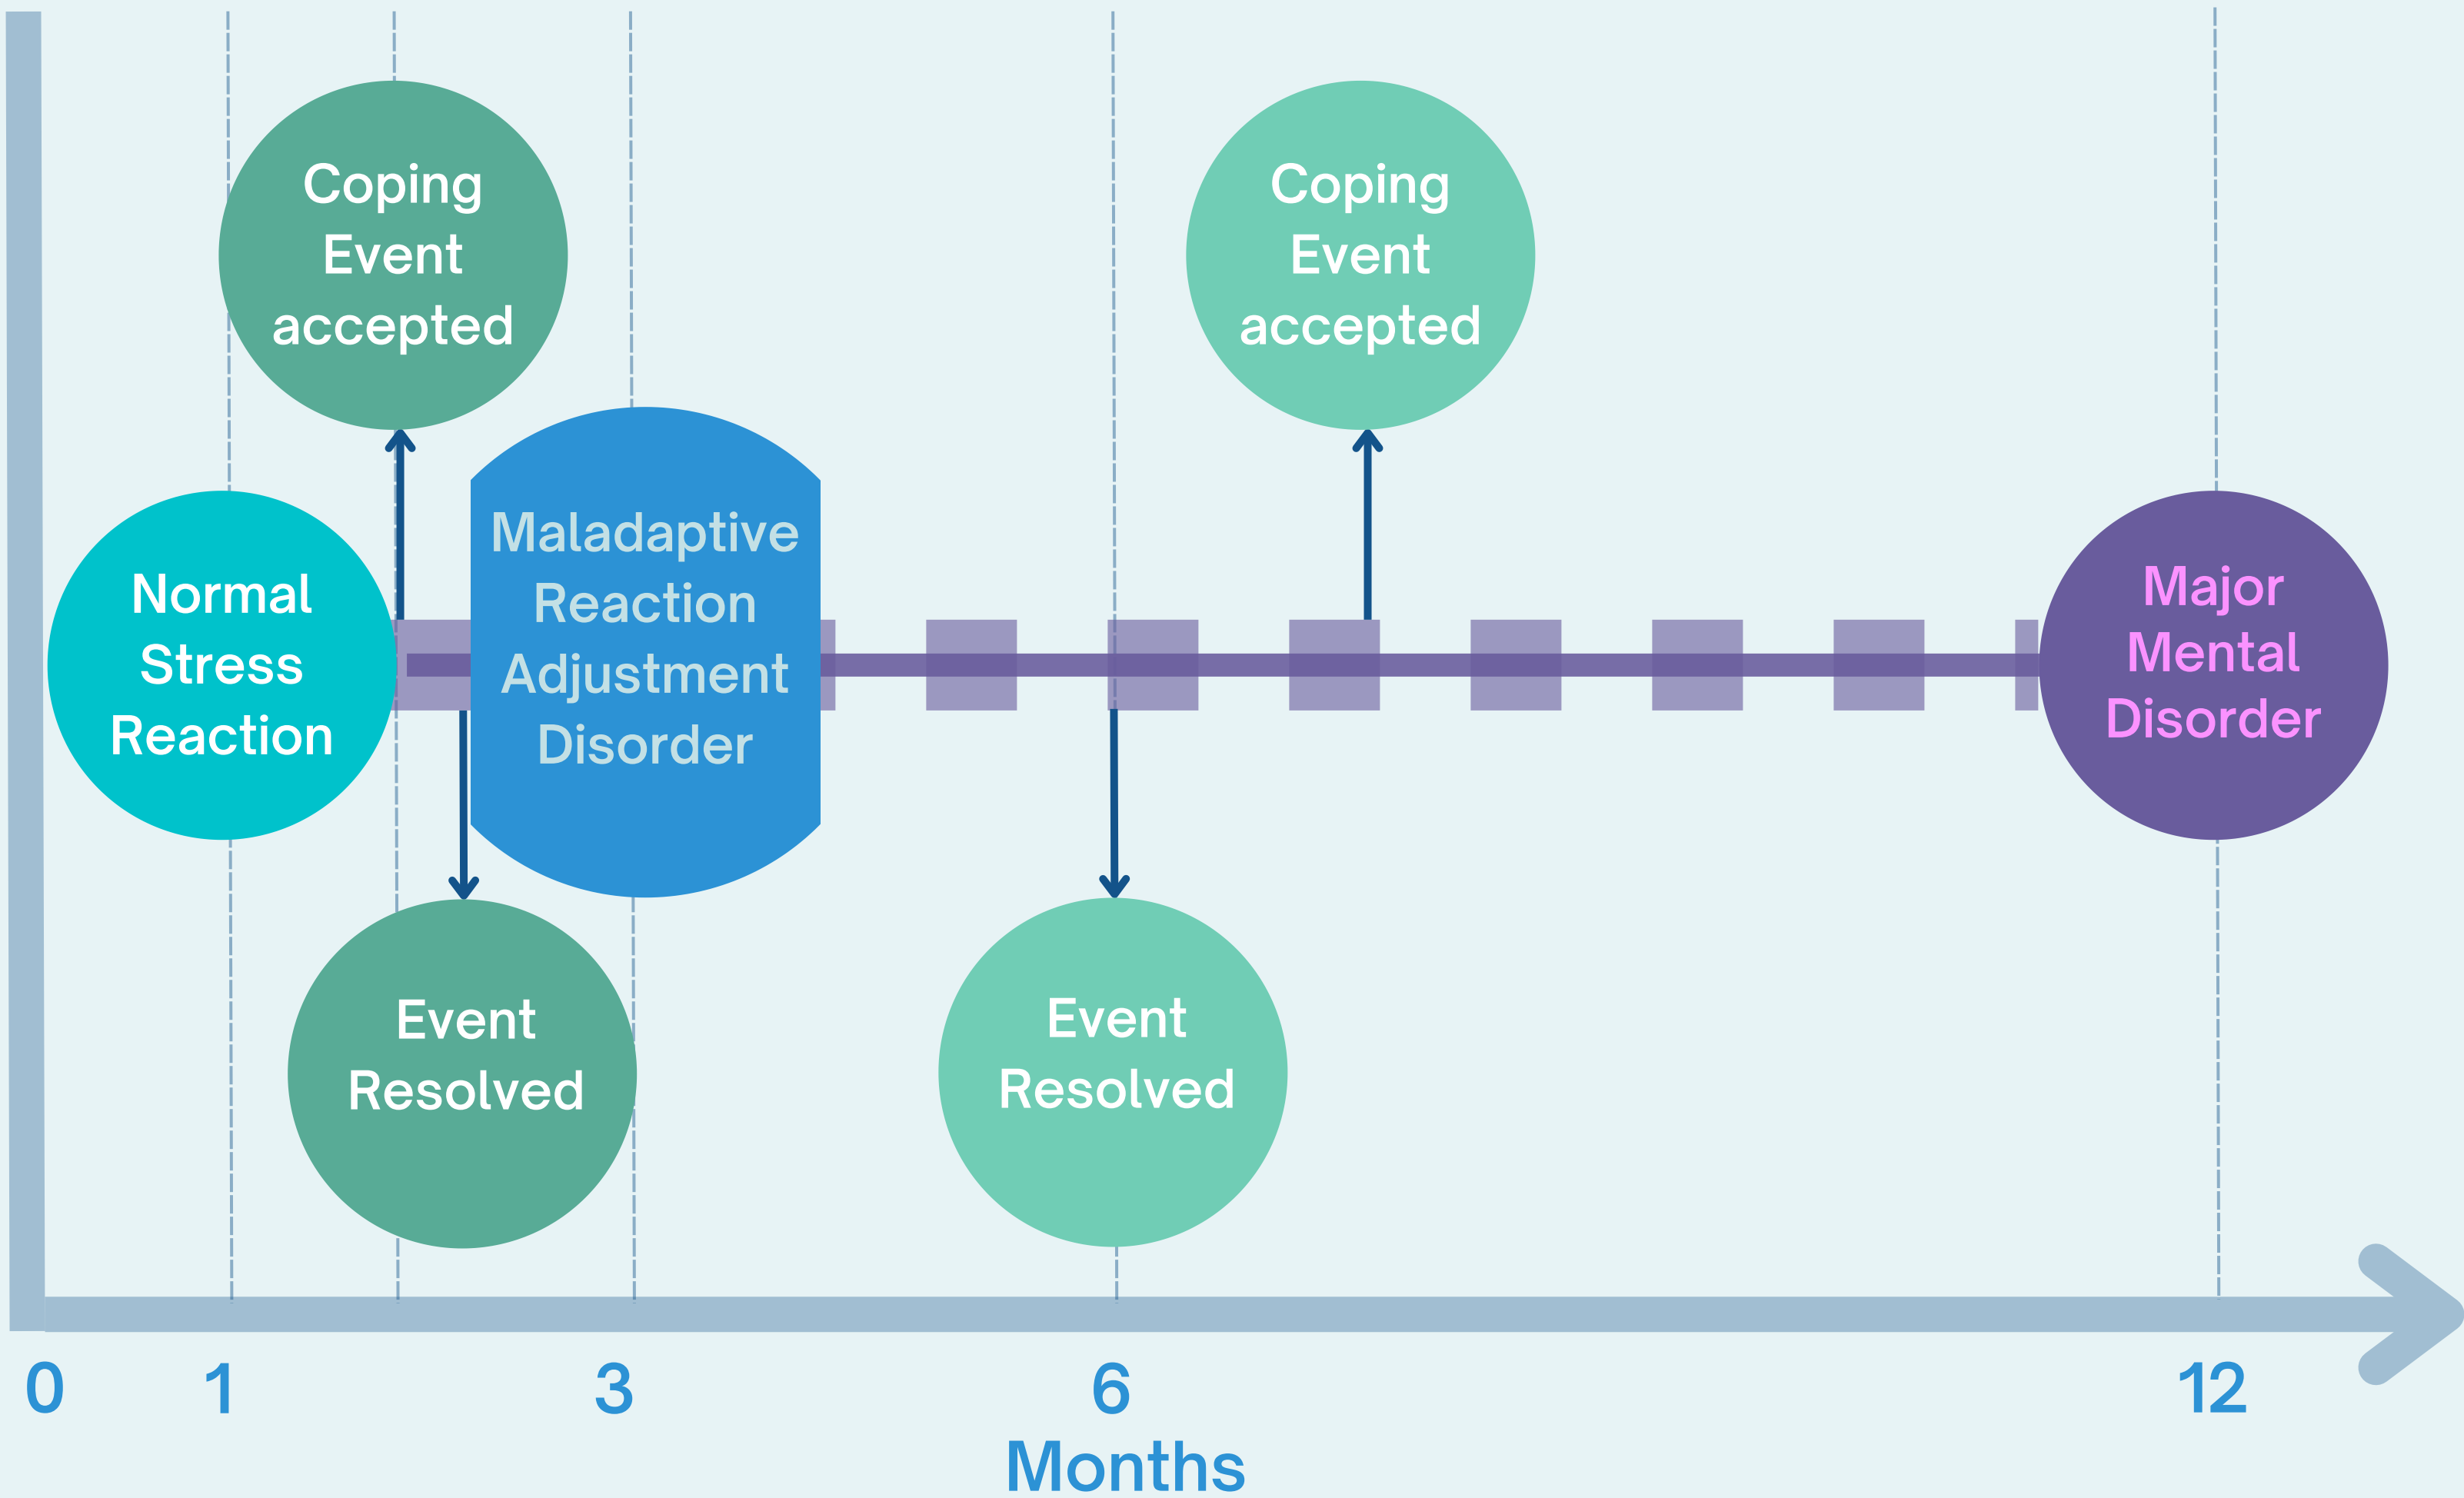 Coping
Event
accepted
Coping
Event
accepted
Normal
Stress
Reaction
Maladaptive
Reaction
Adjustment
Disorder
Major
Mental
Disorder
Event
Resolved
Event
Resolved
0 1 3 6 12
Months